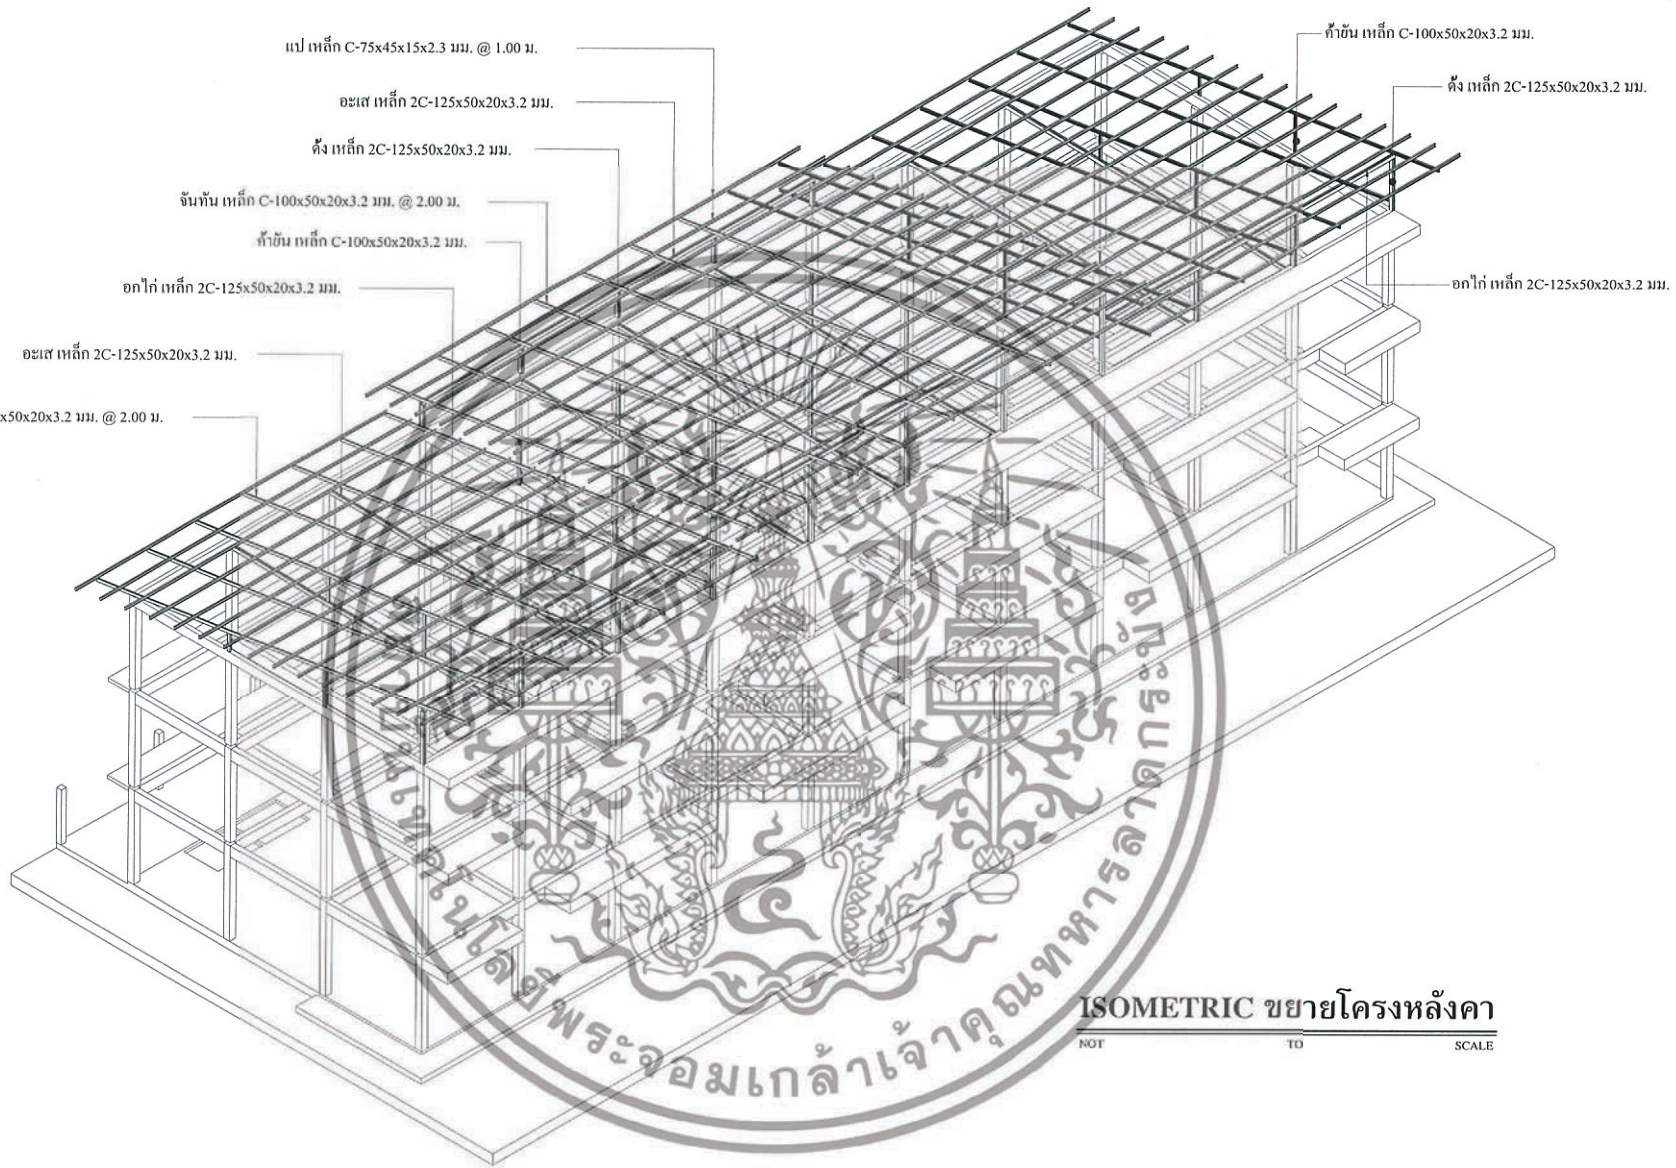 แป เหล็ก C-75x45x15x2.3 มม. @ 1.00 ม.
อะเส เหล็ก 2C-125x50x20x3.2 มม.
ดั้ง เหล็ก 2C-125x50x20x3.2 มม.
จันทัน เหล็ก C-100x50x20x3.2 มม. @ 2.00 ม.
ค้ำยัน เหล็ก C-100x50x20x3.2 มม.
อกไก่ เหล็ก 2C-125x50x20x3.2 มม.
อะเส เหล็ก 2C-125x50x20x3.2 มม.
x50x20x3.2 มม. @ 2.00 ม.
ค้ำยัน เหล็ก C-100x50x20x3.2 มม.
ดั้ง เหล็ก 2C-125x50x20x3.2 มม.
อกไก่ เหล็ก 2C-125x50x20x3.2 มม.
พระจอมเกล้าเจ้าคุณทหารลาดกระบัง
ISOMETRIC ขยายโครงหลังคา
NOT TO SCALE